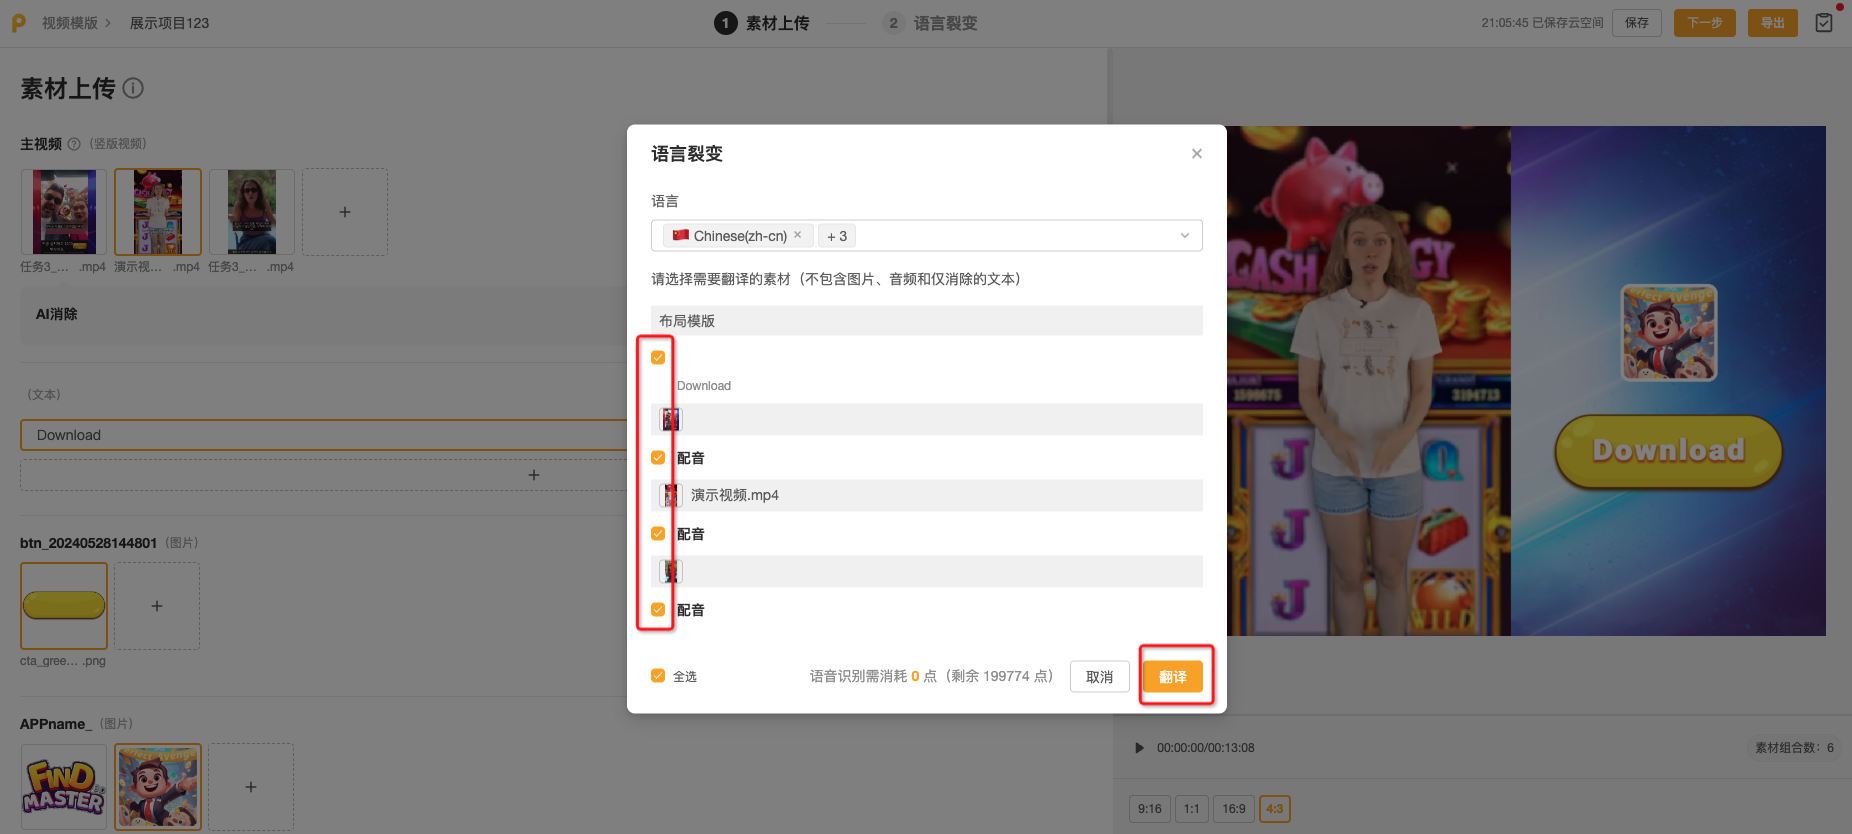 视频模版
展示项目123
1 素材上传
2 语言裂变
21:05:45 已保存云空间
保存
下一步
导出
素材上传
主视频
(竖版视频)
任务3_... .mp4
演示视... .mp4
任务3_... .mp4
AI消除
(文本)
Download
+
btn_20240528144801 (图片)
+
cta_gree... .png
APPname_ (图片)
FIND MASTER
+
语言裂变
×
语言
Chinese(zh-cn) ×
+ 3
请选择需要翻译的素材（不包含图片、音频和仅消除的文本）
布局模版
Download
配音
演示视频.mp4
配音
配音
全选
语音识别需消耗 0 点（剩余 199774 点）
取消
翻译
CASH
GY
1599675
3194713
J
Q
J
J
WILD
Download
00:00:00/00:13:08
素材组合数：6
9:16
1:1
16:9
4:3